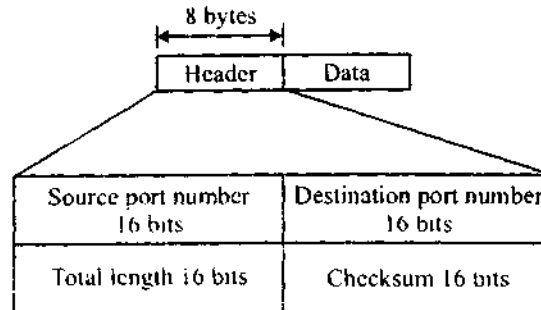 8 bytes
Header Data
Source port number Destination port number
16 bits 16 bits
Total length 16 bits Checksum 16 bits